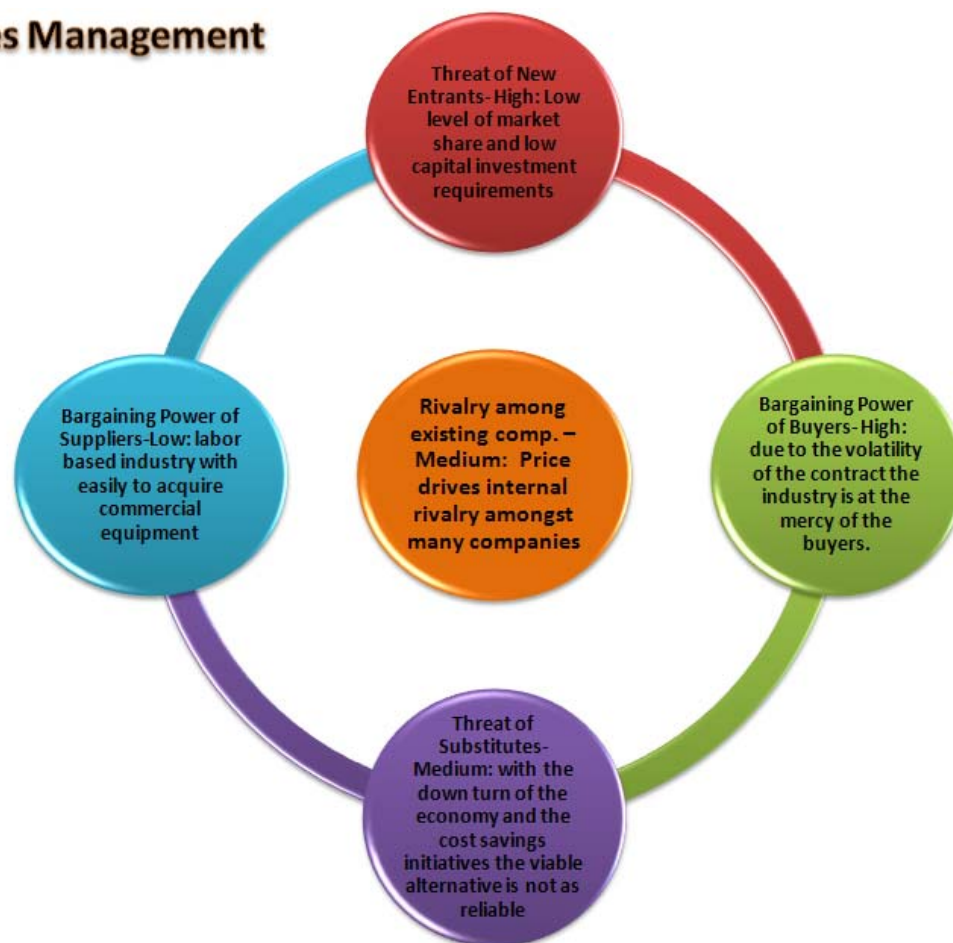 es Management
Threat of New
Entrants- High: Low
level of market
share and low
capital investment
requirements
Bargaining Power of
Suppliers-Low: labor
based industry with
easily to acquire
commercial
equipment
Rivalry among
existing comp. –
Medium: Price
drives internal
rivalry amongst
many companies
Bargaining Power
of Buyers- High:
due to the volatility
of the contract the
industry is at the
mercy of the
buyers.
Threat of
Substitutes-
Medium: with the
down turn of the
economy and the
cost savings
initiatives the viable
alternative is not as
reliable